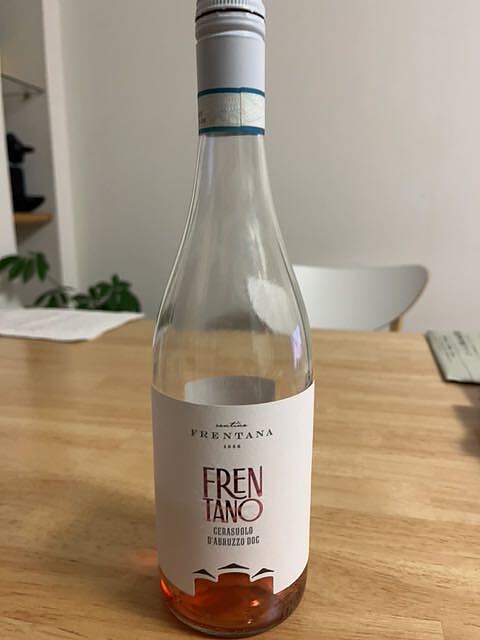 cantina
FRENTANA
1958
FREN
TANO
CERASUOLO
D'ABRUZZO DOC